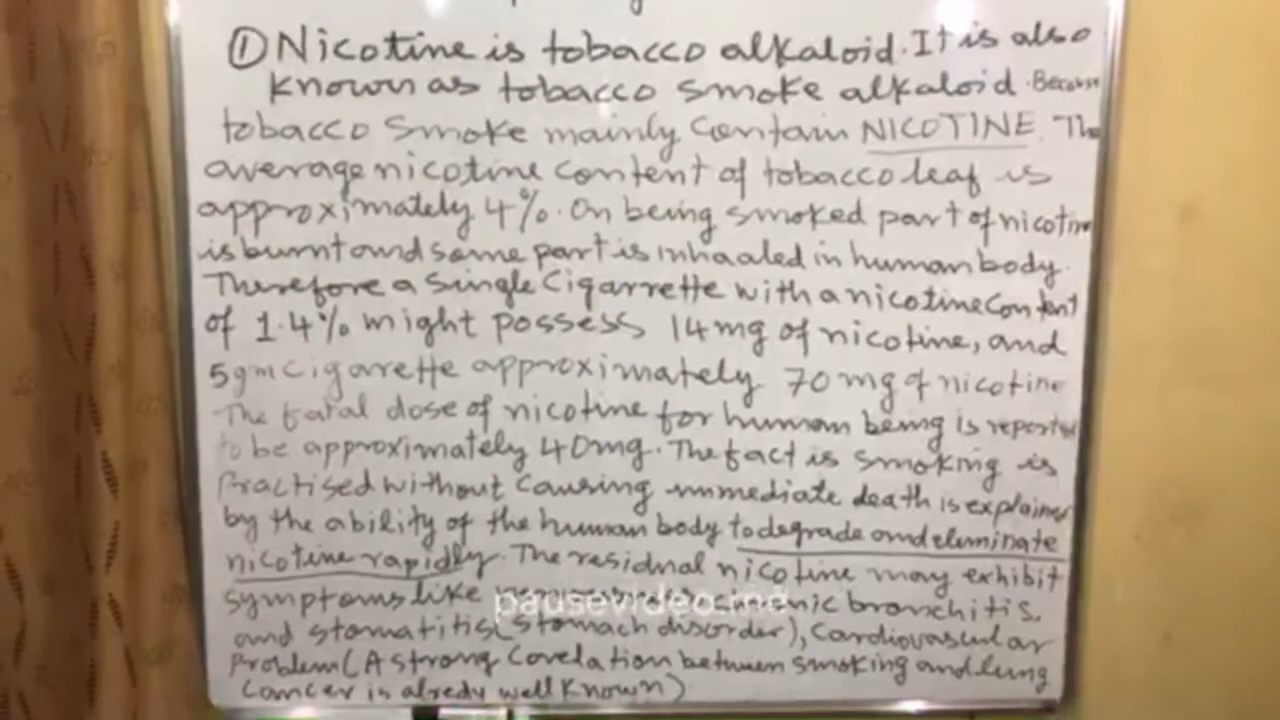 ① Nicotine is tobacco alkaloid. It is also
known as tobacco smoke alkaloid. Because
tobacco Smoke mainly Contain NICOTINE. The
average nicotine content of tobacco leaf is
approximately 4%. On being smoked part of nicotine
is burnt and some part is inhaaled in human body.
Therefore a Single Cigarrette with a nicotine Content
of 1.4% might possess 14mg of nicotine, and
5gm Cigarette approximately 70mg of nicotine
The fatal dose of nicotine for human being is reported
to be approximately 40mg. The fact is smoking is
Practised without causing immediate death is explained
by the ability of the human body to degrade and eleminate
nicotine rapidly. The residual nicotine may exhibit
symptoms like chronic bronchitis,
pausevideo.me
and stomatitis (Stomach disorder), Cardiovascular
Problem (A strong Corelation between smoking and lung
Cancer is alredy well known)